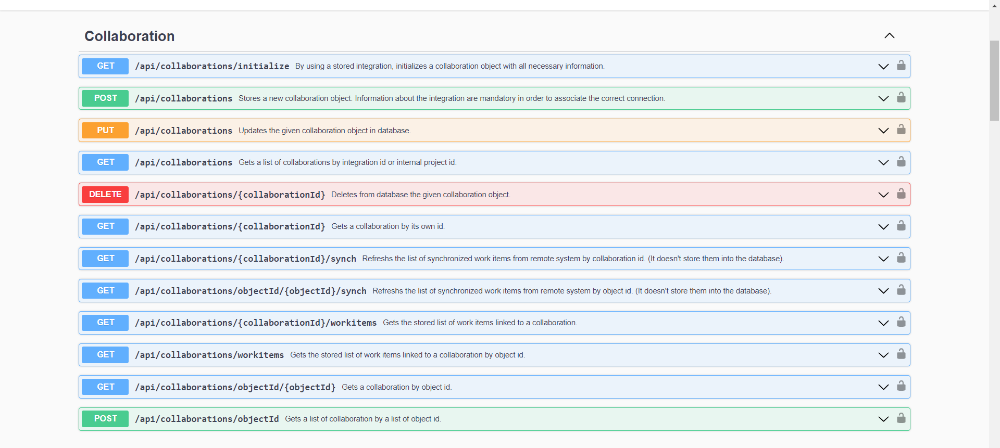 Collaboration
GET /api/collaborations/initialize By using a stored integration, initializes a collaboration object with all necessary information.
POST /api/collaborations Stores a new collaboration object. Information about the integration are mandatory in order to associate the correct connection.
PUT /api/collaborations Updates the given collaboration object in database.
GET /api/collaborations Gets a list of collaborations by integration id or internal project id.
DELETE /api/collaborations/{collaborationId} Deletes from database the given collaboration object.
GET /api/collaborations/{collaborationId} Gets a collaboration by its own id.
GET /api/collaborations/{collaborationId}/synch Refreshs the list of synchronized work items from remote system by collaboration id. (It doesn't store them into the database).
GET /api/collaborations/objectId/{objectId}/synch Refreshs the list of synchronized work items from remote system by object id. (It doesn't store them into the database).
GET /api/collaborations/{collaborationId}/workitems Gets the stored list of work items linked to a collaboration.
GET /api/collaborations/workitems Gets the stored list of work items linked to a collaboration by object id.
GET /api/collaborations/objectId/{objectId} Gets a collaboration by object id.
POST /api/collaborations/objectId Gets a list of collaboration by a list of object id.